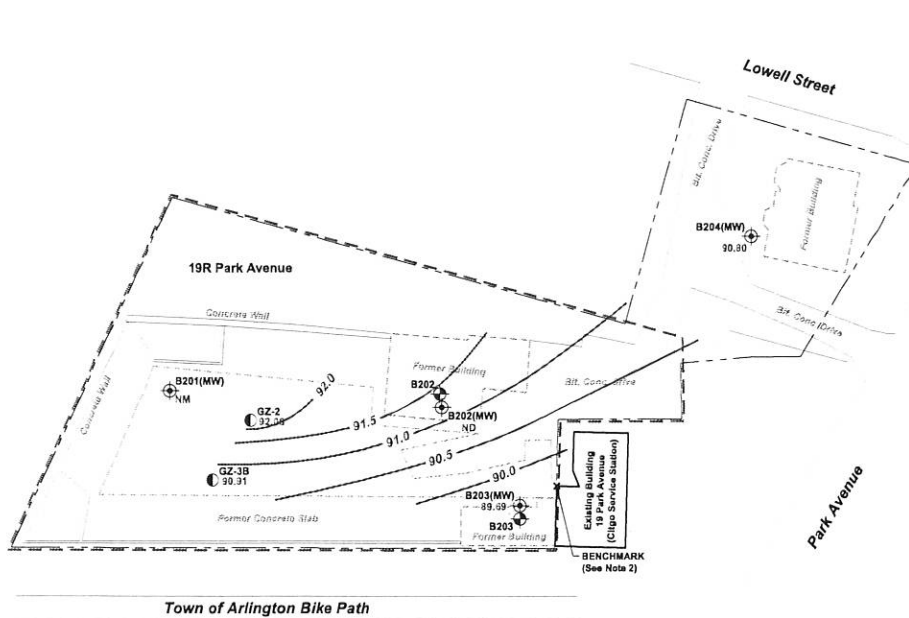 Lowell Street
Bit. Conc. Drive
Former Building
B204(MW)
90.80
19R Park Avenue
Concrete Wall
Bit. Conc. Drive
Former Building
Concrete Wall
B201(MW)
NM
92.0
B202
Bit. Conc. Drive
GZ-2
92.08
91.5
B202(MW)
ND
91.0
90.5
GZ-3B
90.91
90.0
Existing Building
19 Park Avenue
(Citgo Service Station)
B203(MW)
89.69
Former Concrete Slab
B203
Former Building
Park Avenue
BENCHMARK
(See Note 2)
Town of Arlington Bike Path